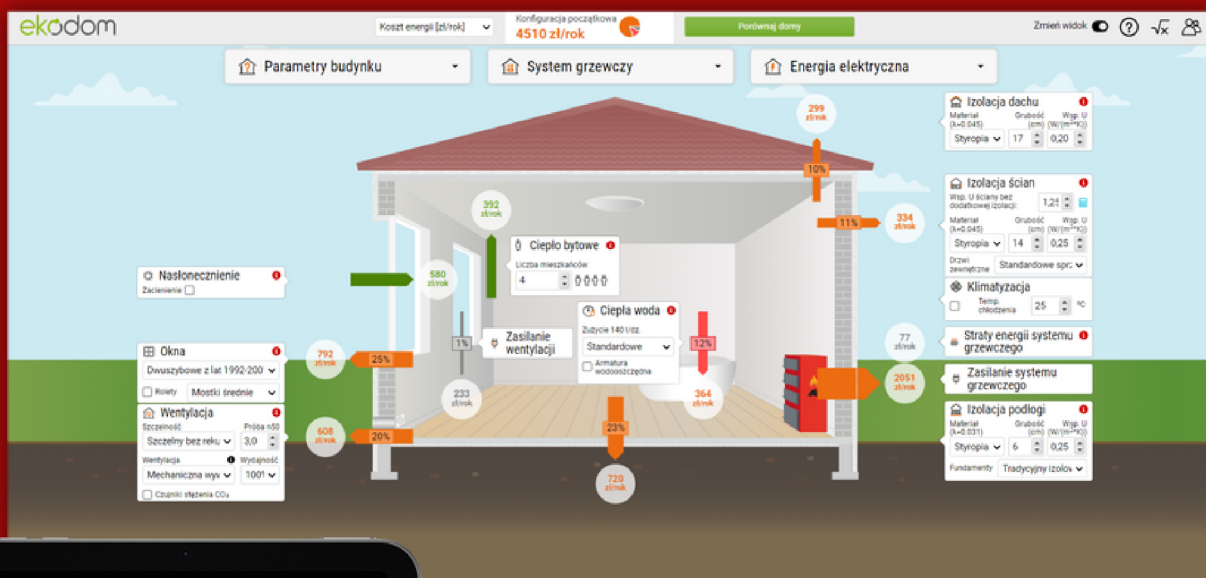 ekodom
Koszt energii [zł/rok]
Konfiguracja początkowa
4510 zł/rok
Porównaj domy
Zmień widok
?
√x
Parametry budynku
System grzewczy
Energia elektryczna
299
zł/rok
10%
Izolacja dachu
Materiał
(λ=0.045)
Grubość
(cm)
Wsp. U
(W/(m²*K))
Styropia
17
0,20
Izolacja ścian
Wsp. U ściany bez
dodatkowej izolacji:
1,25
Materiał
(λ=0.045)
Grubość
(cm)
Wsp. U
(W/(m²*K))
Styropia
14
0,25
Drzwi
zewnętrzne
Standardowe sprz
11%
334
zł/rok
Klimatyzacja
Temp.
chłodzenia
25
°C
77
zł/rok
Straty energii systemu
grzewczego
2051
zł/rok
Zasilanie systemu
grzewczego
Izolacja podłogi
Materiał
(λ=0.031)
Grubość
(cm)
Wsp. U
(W/(m²*K))
Styropia
6
0,25
Fundamenty
Tradycyjny izolov
392
zł/rok
Ciepło bytowe
Liczba mieszkańców
4
580
zł/rok
Nasłonecznienie
Zacienienie
Ciepła woda
Zużycie 140 l/dz.
Standardowe
Armatura
wodooszczędna
12%
364
zł/rok
1%
Zasilanie
wentylacji
233
zł/rok
Okna
Dwuszybowe z lat 1992-200
Rolety
Mostki średnie
792
zł/rok
25%
Wentylacja
Szczelność
Próba n50
Szczelny bez reku
3,0
Wentylacja
Wydajność
Mechaniczna wyw
100%
Czujniki stężenia CO₂
608
zł/rok
20%
23%
720
zł/rok